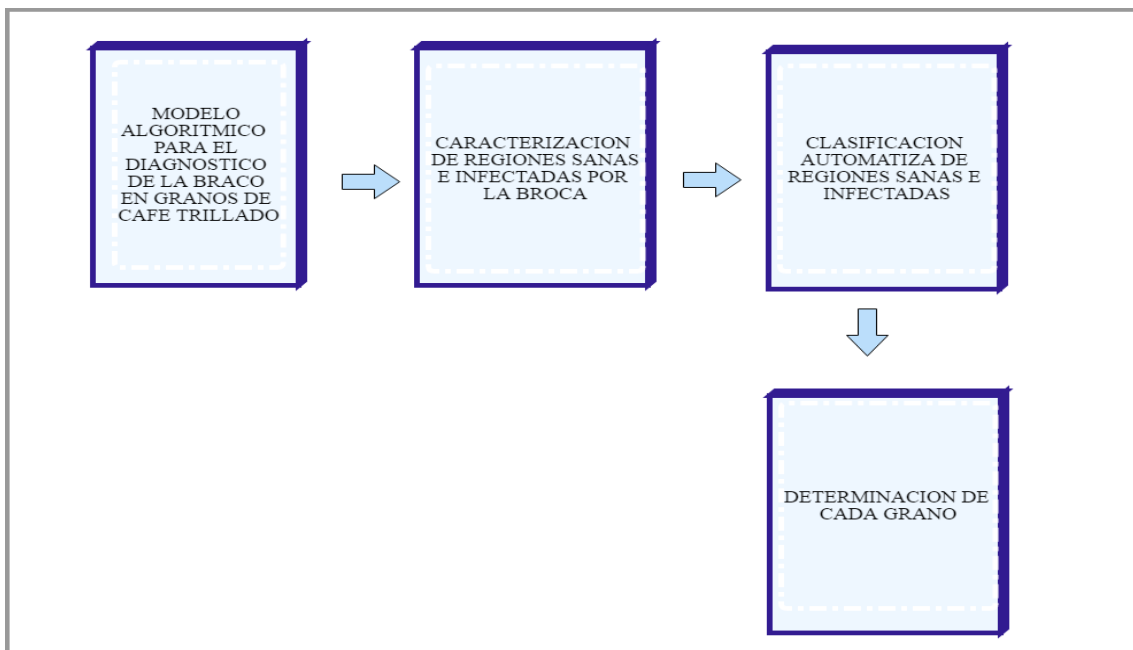 MODELO
ALGORITMICO
PARA EL
DIAGNOSTICO
DE LA BRACO
EN GRANOS DE
CAFE TRILLADO
CARACTERIZACION
DE REGIONES SANAS
E INFECTADAS POR
LA BROCA
CLASIFICACION
AUTOMATIZA DE
REGIONES SANAS E
INFECTADAS
DETERMINACION DE
CADA GRANO